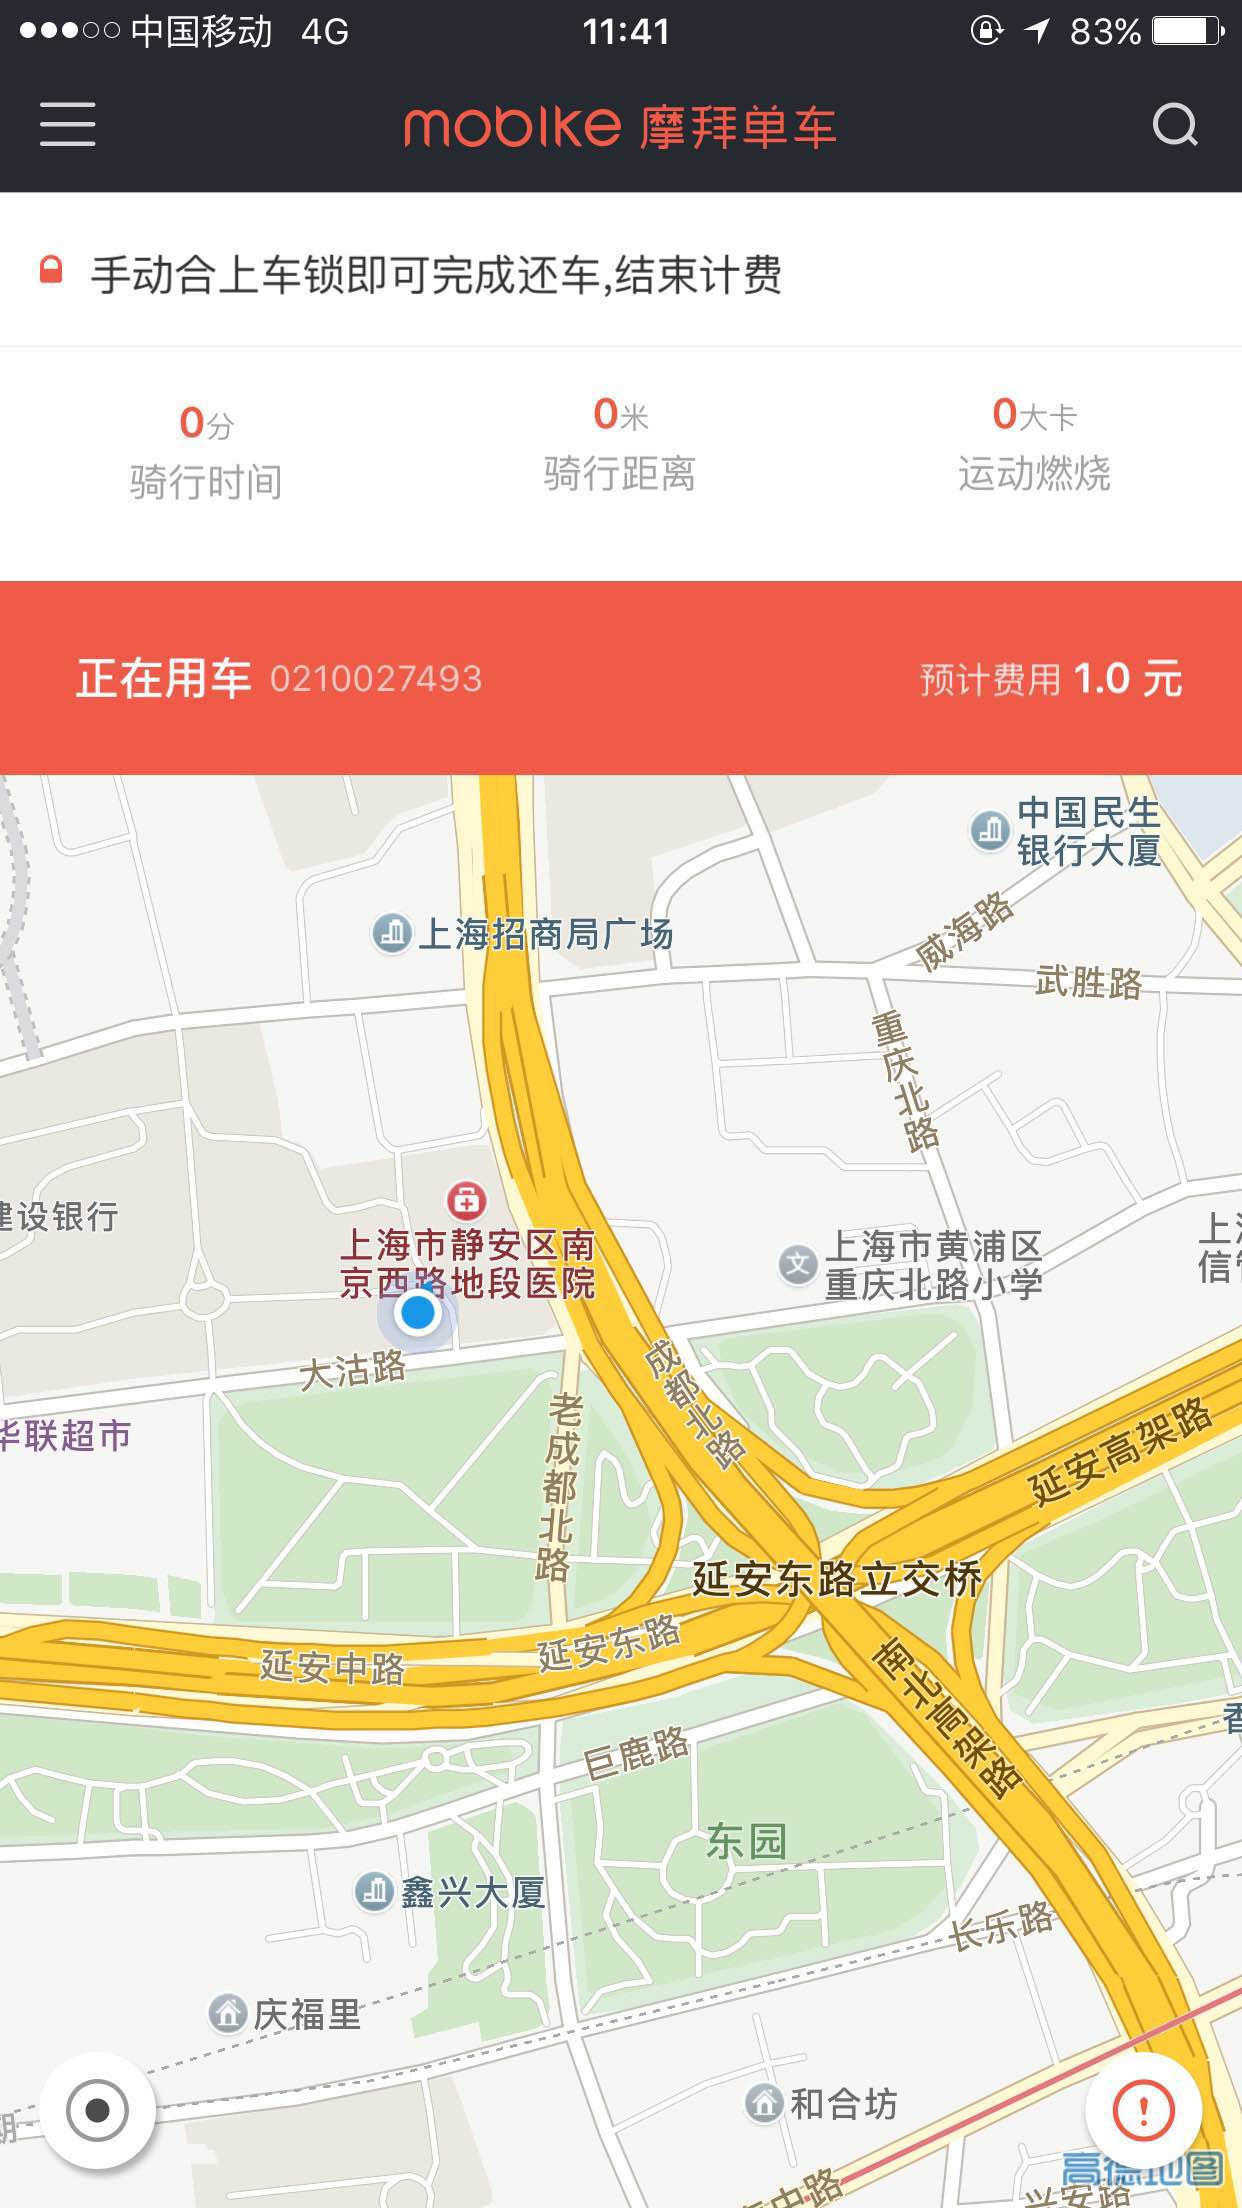 中国移动 4G 11:41 83%
mobike 摩拜单车
手动合上车锁即可完成还车,结束计费
0分 0米 0大卡
骑行时间 骑行距离 运动燃烧
正在用车 0210027493 预计费用 1.0 元
中国民生
银行大厦
上海招商局广场
威海路
武胜路
重庆北路
建设银行
上海市静安区南
京西路地段医院
上海市黄浦区
重庆北路小学
上海
信管
大沽路
成都北路
老成都北路
华联超市
延安高架路
延安东路立交桥
延安中路
延安东路
南北高架路
巨鹿路
香
东园
鑫兴大厦
长乐路
庆福里
和合坊
期
高德地图
中路
兴安路